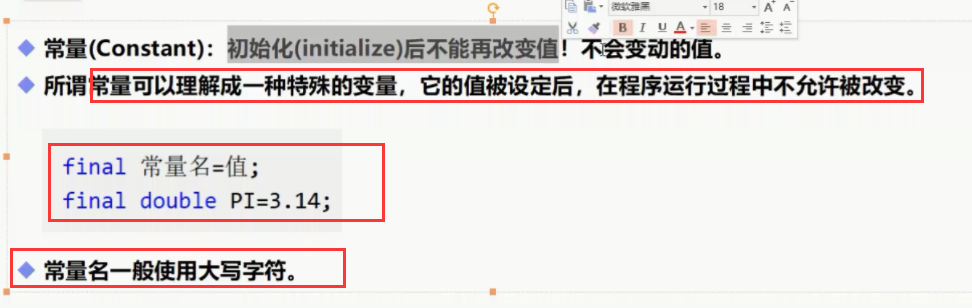 微软雅黑 18 A A
B I U A
常量(Constant)：初始化(initialize)后不能再改变值！不会变动的值。
所谓常量可以理解成一种特殊的变量，它的值被设定后，在程序运行过程中不允许被改变。
final 常量名=值;
final double PI=3.14;
常量名一般使用大写字符。